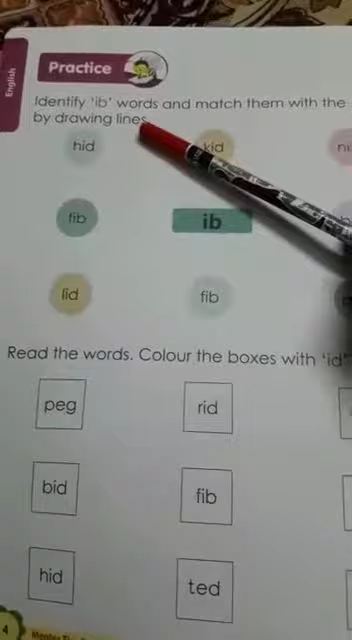 English
Practice
Identify 'ib' words and match them with the
by drawing lines
hid kid
ib
lid fib
Read the words. Colour the boxes with 'id'
peg rid
bid fib
hid ted
4